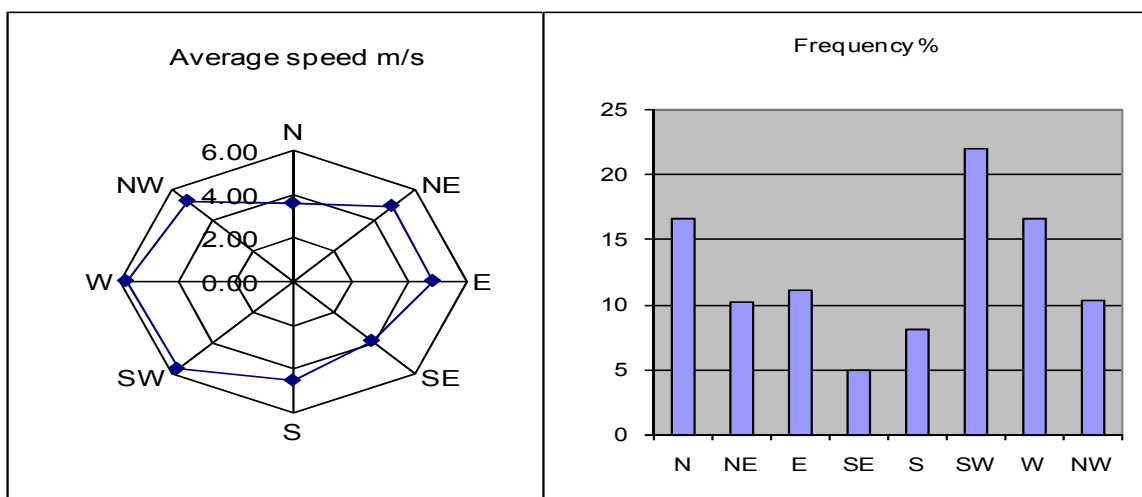 Average speed m/s
N
6.00
NW
NE
4.00
2.00
W
0.00
E
SW
SE
S
Frequency %
25
20
15
10
5
0
N NE E SE S SW W NW